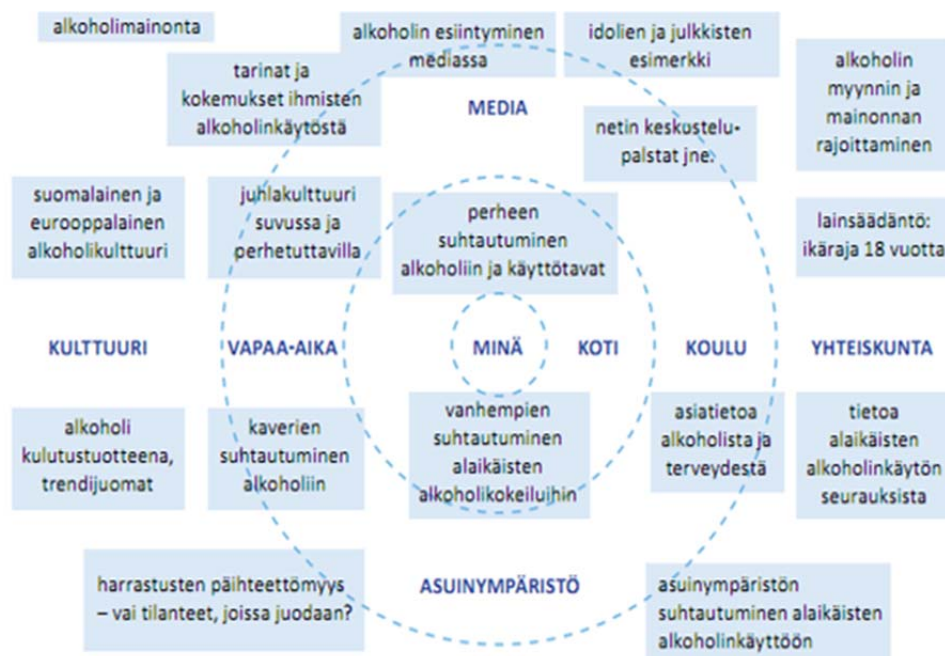 alkoholimainonta
alkoholin esiintyminen
mediassa
idolien ja julkkisten
esimerkki
alkoholin
myynnin ja
mainonnan
rajoittaminen
tarinat ja
kokemukset ihmisten
alkoholinkäytöstä
MEDIA
netin keskustelu-
palstat jne.
suomalainen ja
eurooppalainen
alkoholikulttuuri
juhlakulttuuri
suvussa ja
perhetuttavilla
perheen
suhtautuminen
alkoholiin ja käyttötavat
lainsäädäntö:
ikäraja 18 vuotta
KULTTUURI
VAPAA-AIKA
MINÄ
KOTI
KOULU
YHTEISKUNTA
alkoholi
kulutustuotteena,
trendijuomat
kaverien
suhtautuminen
alkoholiin
vanhempien
suhtautuminen
alaikäisten
alkoholikokeiluihin
asiatietoa
alkoholista ja
terveydestä
tietoa
alaikäisten
alkoholinkäytön
seurauksista
harrastusten päihteettömyys
– vai tilanteet, joissa juodaan?
ASUINYMPÄRISTÖ
asuinympäristön
suhtautuminen alaikäisten
alkoholinkäyttöön